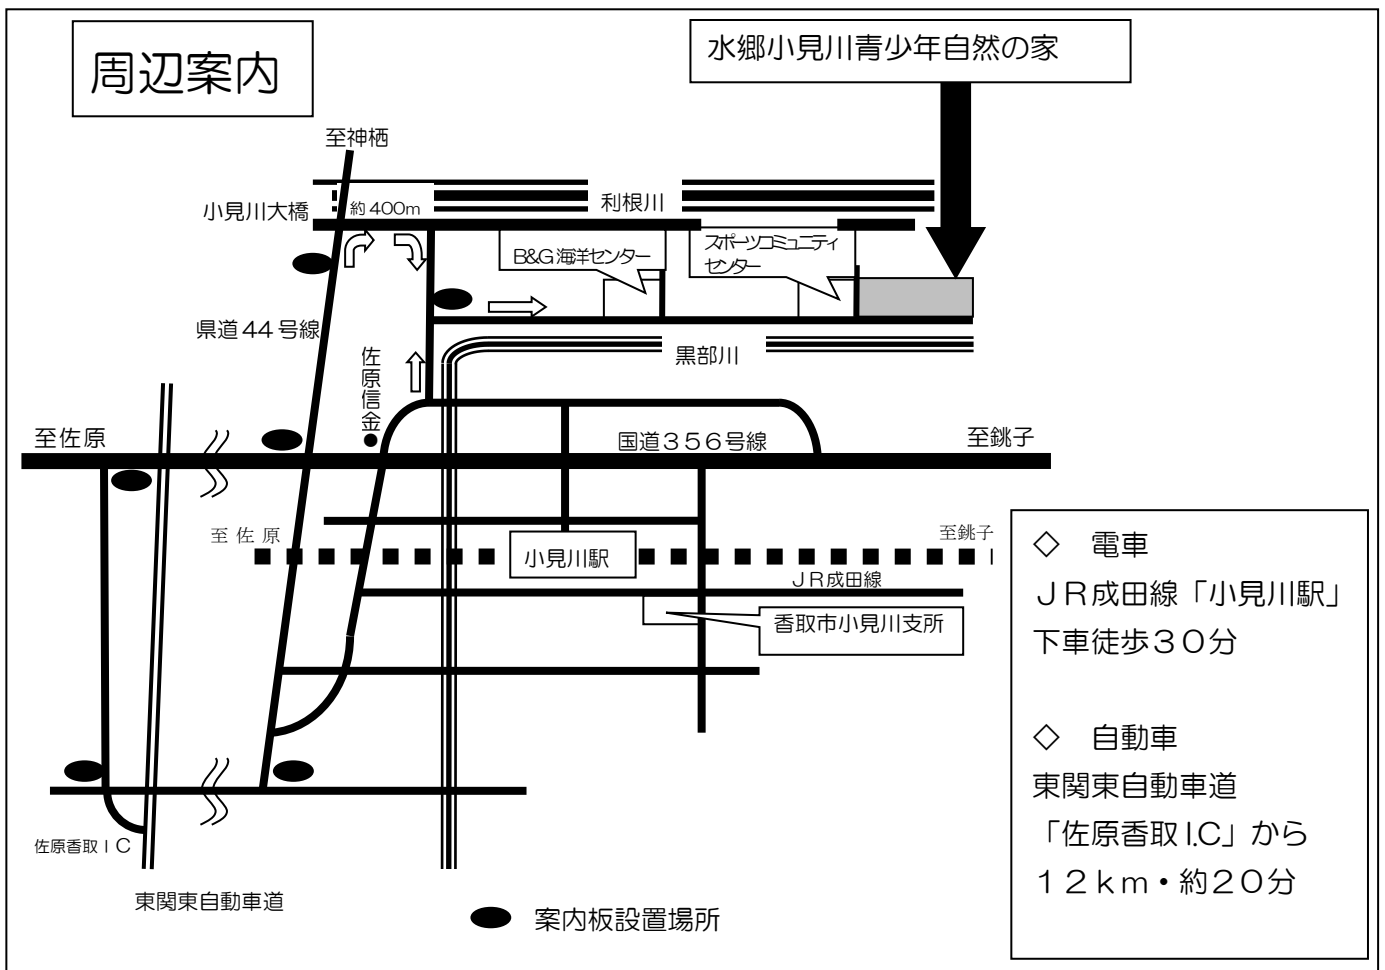 周辺案内
水郷小見川青少年自然の家
至神栖
小見川大橋
約400m
利根川
B&G海洋センター
スポーツコミュニティ
センター
県道44号線
黒部川
佐原信金
至佐原
国道356号線
至銚子
至佐原
小見川駅
至銚子
JR成田線
香取市小見川支所
佐原香取IC
東関東自動車道
案内板設置場所
◇ 電車
JR成田線「小見川駅」
下車徒歩30分
◇ 自動車
東関東自動車道
「佐原香取I.C」から
12km・約20分